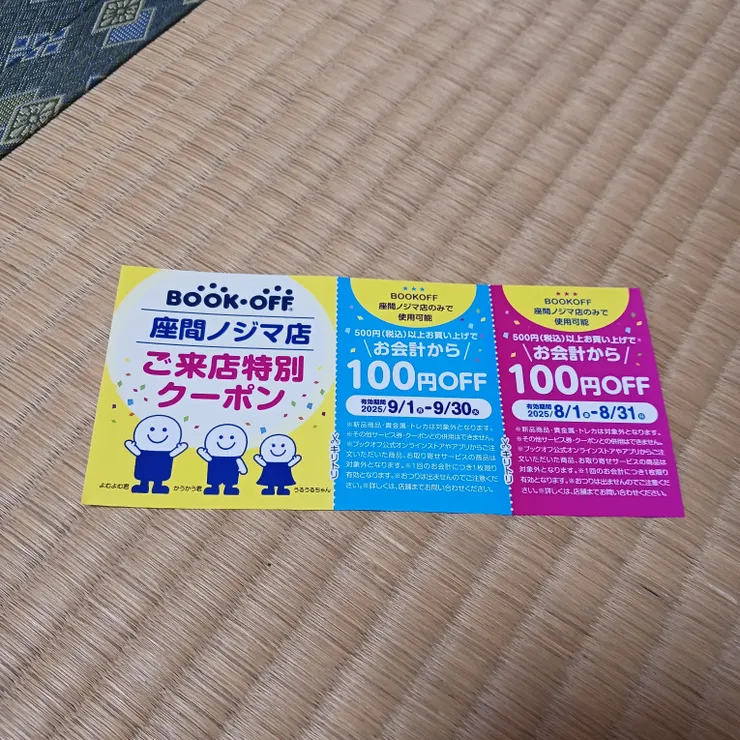 BOOK・OFF
座間ノジマ店
ご来店特別
クーポン
よむよむ君
かうかう君
うるうるちゃん
★★★
BOOKOFF
座間ノジマ店のみで
使用可能
500円(税込)以上お買い上げで
お会計から
100円OFF
有効期間
2025/9/1㊊-9/30㊋
※新品商品・貴金属・トレカは対象外となります。
※その他サービス券・クーポンとの併用はできません。
※ブックオフ公式オンラインストアやアプリからご注
文いただいた商品、お取り寄せサービスの商品は
対象外となります。※1回のお会計につき1枚限り
有効となります。※おつりは出ませんのでご注意くだ
さい。※詳しくは、店舗までお問い合わせください。
キリトリ
★★★
BOOKOFF
座間ノジマ店のみで
使用可能
500円(税込)以上お買い上げで
お会計から
100円OFF
有効期間
2025/8/1㊎-8/31㊐
※新品商品・貴金属・トレカは対象外となります。
※その他サービス券・クーポンとの併用はできません。
※ブックオフ公式オンラインストアやアプリからご注
文いただいた商品、お取り寄せサービスの商品は
対象外となります。※1回のお会計につき1枚限り
有効となります。※おつりは出ませんのでご注意くだ
さい。※詳しくは、店舗までお問い合わせください。
キリトリ